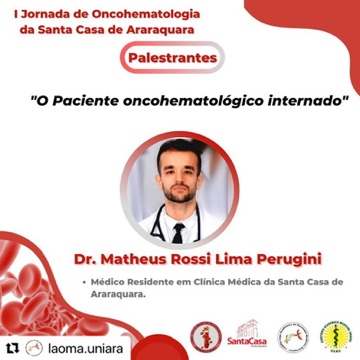 I Jornada de Oncohematologia
da Santa Casa de Araraquara
Palestrantes
"O Paciente oncohematológico internado"
Dr. Matheus Rossi Lima Perugini
• Médico Residente em Clínica Médica da Santa Casa de
Araraquara.
SantaCasa
laoma.uniara